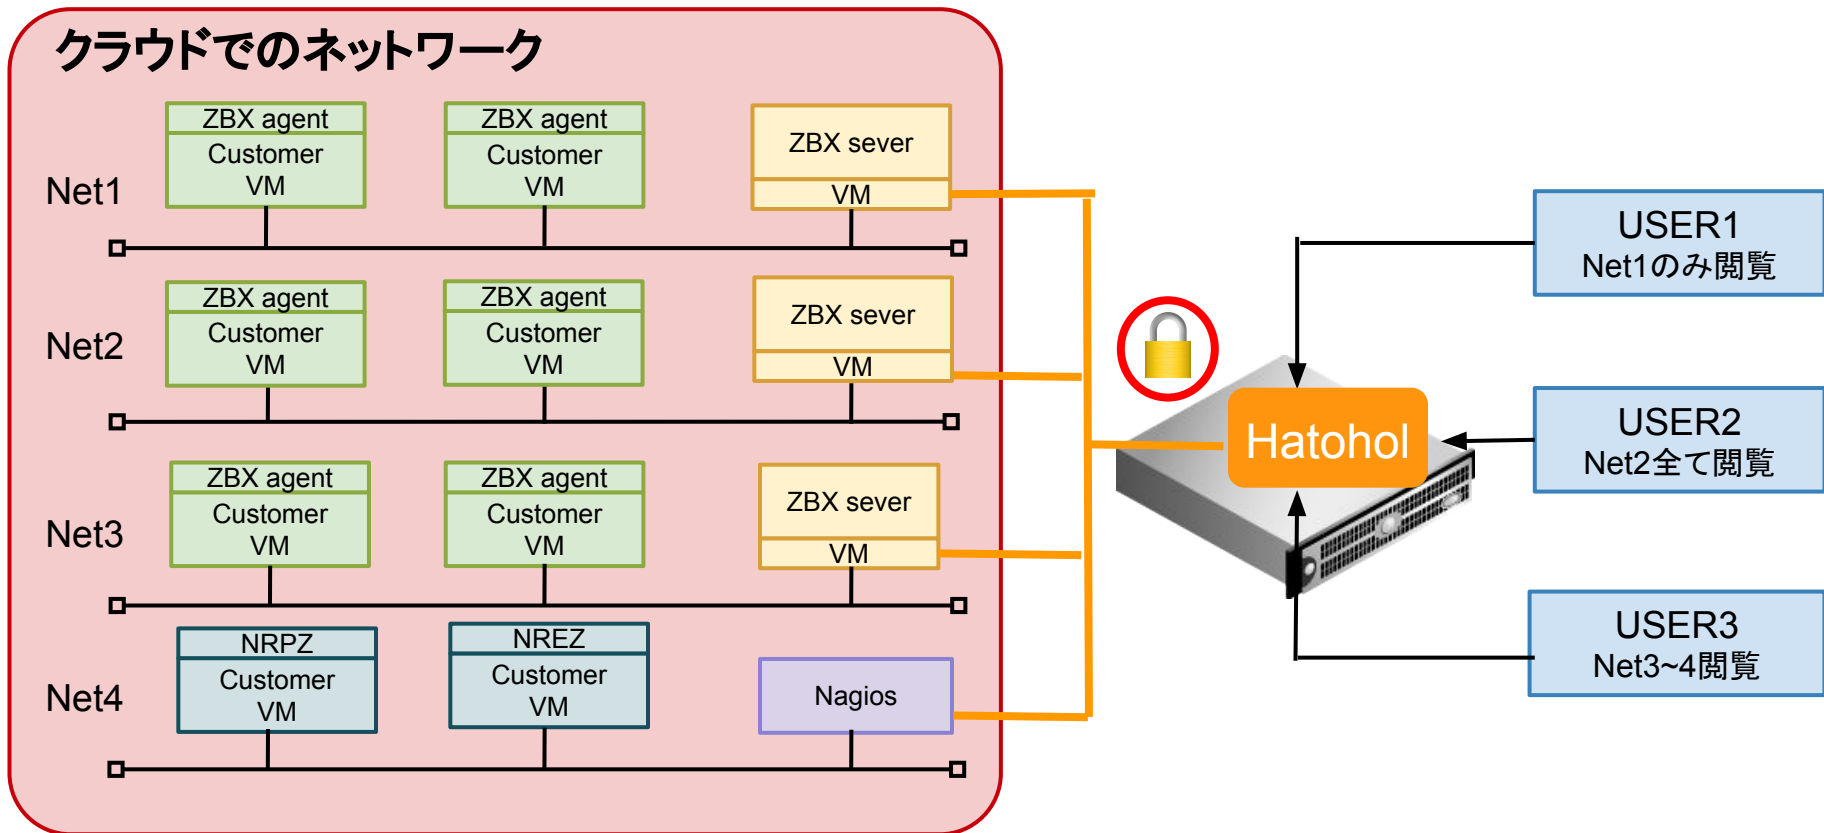 クラウドでのネットワーク
Net1
ZBX agent
Customer
VM
ZBX agent
Customer
VM
ZBX sever
VM
Net2
ZBX agent
Customer
VM
ZBX agent
Customer
VM
ZBX sever
VM
Net3
ZBX agent
Customer
VM
ZBX agent
Customer
VM
ZBX sever
VM
Net4
NRPZ
Customer
VM
NREZ
Customer
VM
Nagios
Hatohol
USER1
Net1のみ閲覧
USER2
Net2全て閲覧
USER3
Net3~4閲覧